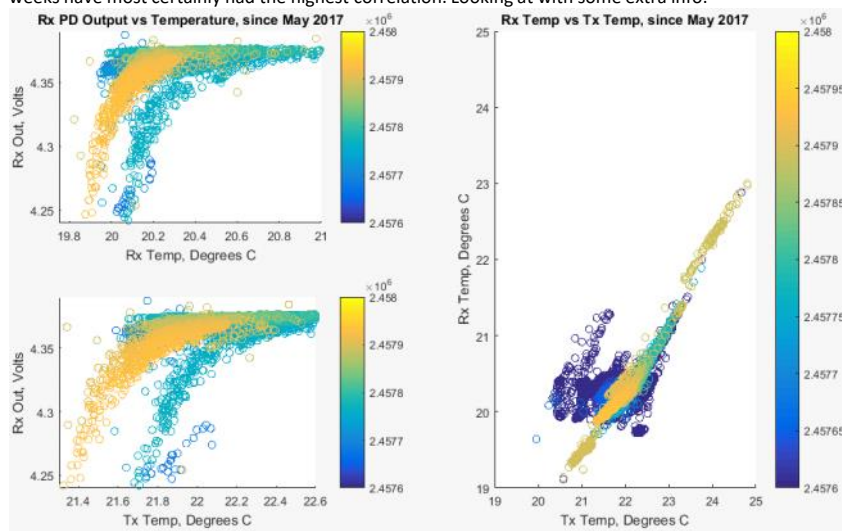 weeks have most certainly had the highest correlation. Looking at with some extra info:
Rx PD Output vs Temperature, since May 2017
×10⁶
2.458
2.4579
2.4578
2.4577
2.4576
4.35
4.3
4.25
Rx Out, Volts
19.8 20 20.2 20.4 20.6 20.8 21
Rx Temp, Degrees C
×10⁶
2.458
2.4579
2.4578
2.4577
2.4576
4.35
4.3
4.25
Rx Out, Volts
21.4 21.6 21.8 22 22.2 22.4 22.6
Tx Temp, Degrees C
Rx Temp vs Tx Temp, since May 2017
×10⁶
2.458
2.45795
2.4579
2.45785
2.4578
2.45775
2.4577
2.45765
2.4576
25
24
23
22
21
20
19
Rx Temp, Degrees C
19 20 21 22 23 24 25
Tx Temp, Degrees C